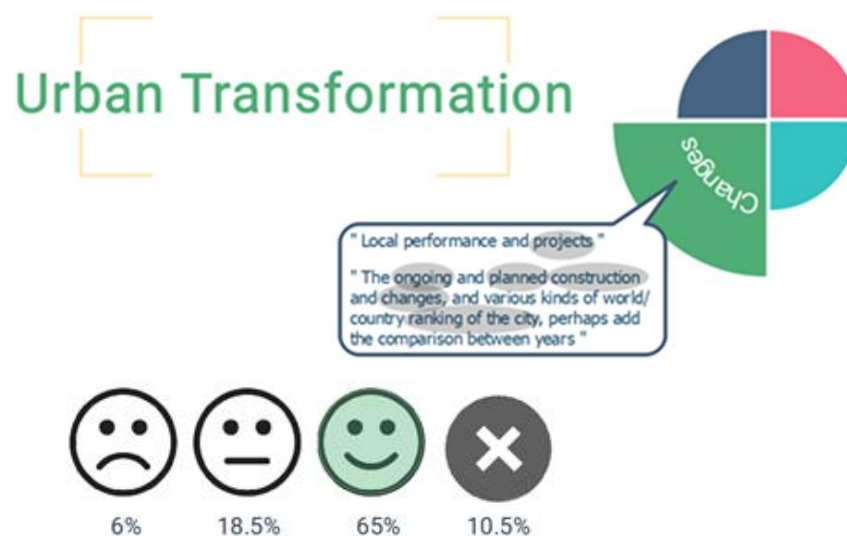 Urban Transformation
Changes
" Local performance and projects "
" The ongoing and planned construction
and changes, and various kinds of world/
country ranking of the city, perhaps add
the comparison between years "
6% 18.5% 65% 10.5%